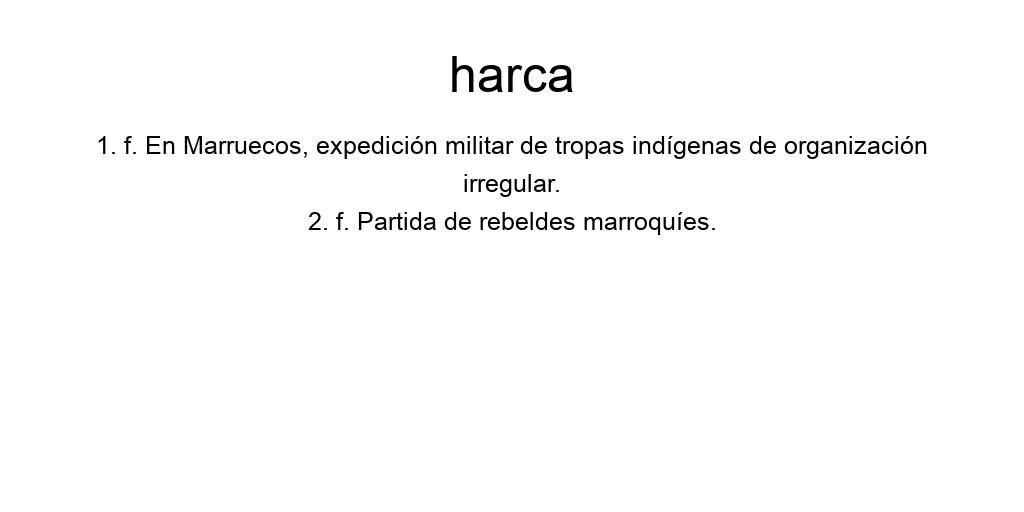 harca
1. f. En Marruecos, expedición militar de tropas indígenas de organización
irregular.
2. f. Partida de rebeldes marroquíes.